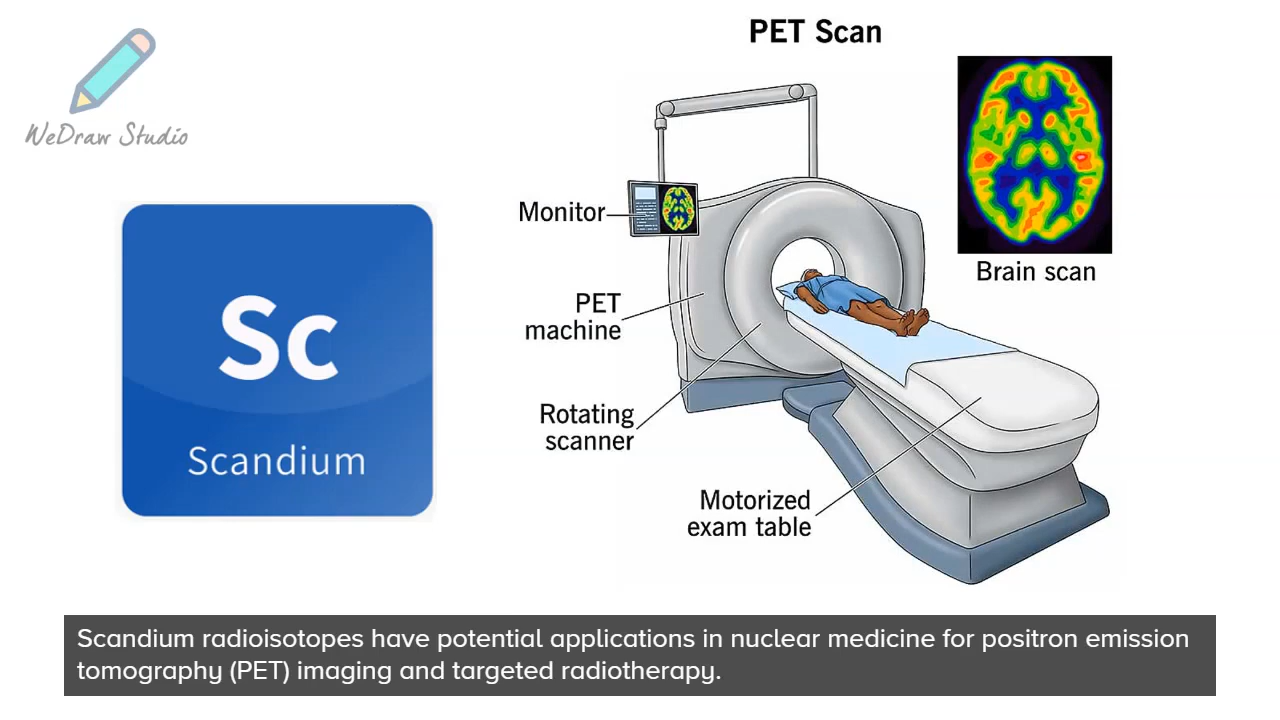 PET Scan
WeDraw Studio
Monitor
Brain scan
PET
machine
Sc
Rotating
scanner
Scandium
Motorized
exam table
Scandium radioisotopes have potential applications in nuclear medicine for positron emission
tomography (PET) imaging and targeted radiotherapy.